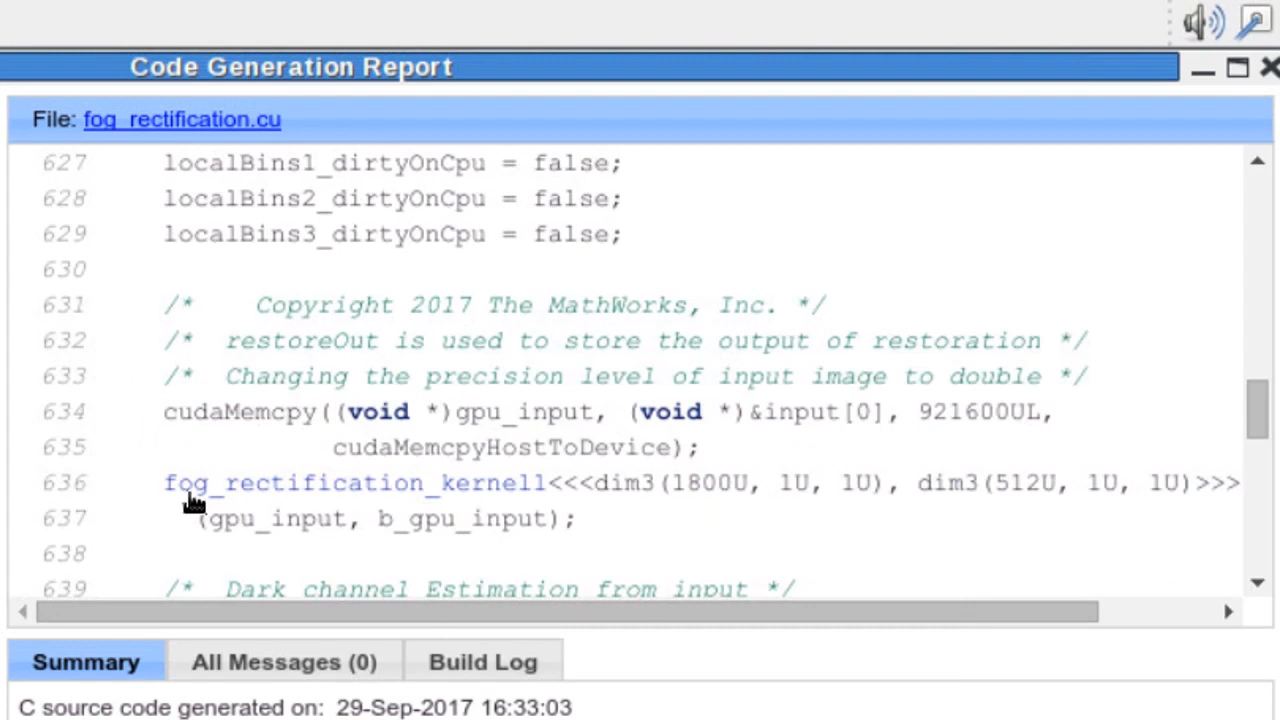 Code Generation Report
File: fog_rectification.cu
627 localBins1_dirtyOnCpu = false;
628 localBins2_dirtyOnCpu = false;
629 localBins3_dirtyOnCpu = false;
630
631 /* Copyright 2017 The MathWorks, Inc. */
632 /* restoreOut is used to store the output of restoration */
633 /* Changing the precision level of input image to double */
634 cudaMemcpy((void *)gpu_input, (void *)&input[0], 921600UL,
635 cudaMemcpyHostToDevice);
636 fog_rectification_kernel1<<<dim3(1800U, 1U, 1U), dim3(512U, 1U, 1U)>>>
637 (gpu_input, b_gpu_input);
638
639 /* Dark channel Estimation from input */
Summary All Messages (0) Build Log
C source code generated on: 29-Sep-2017 16:33:03